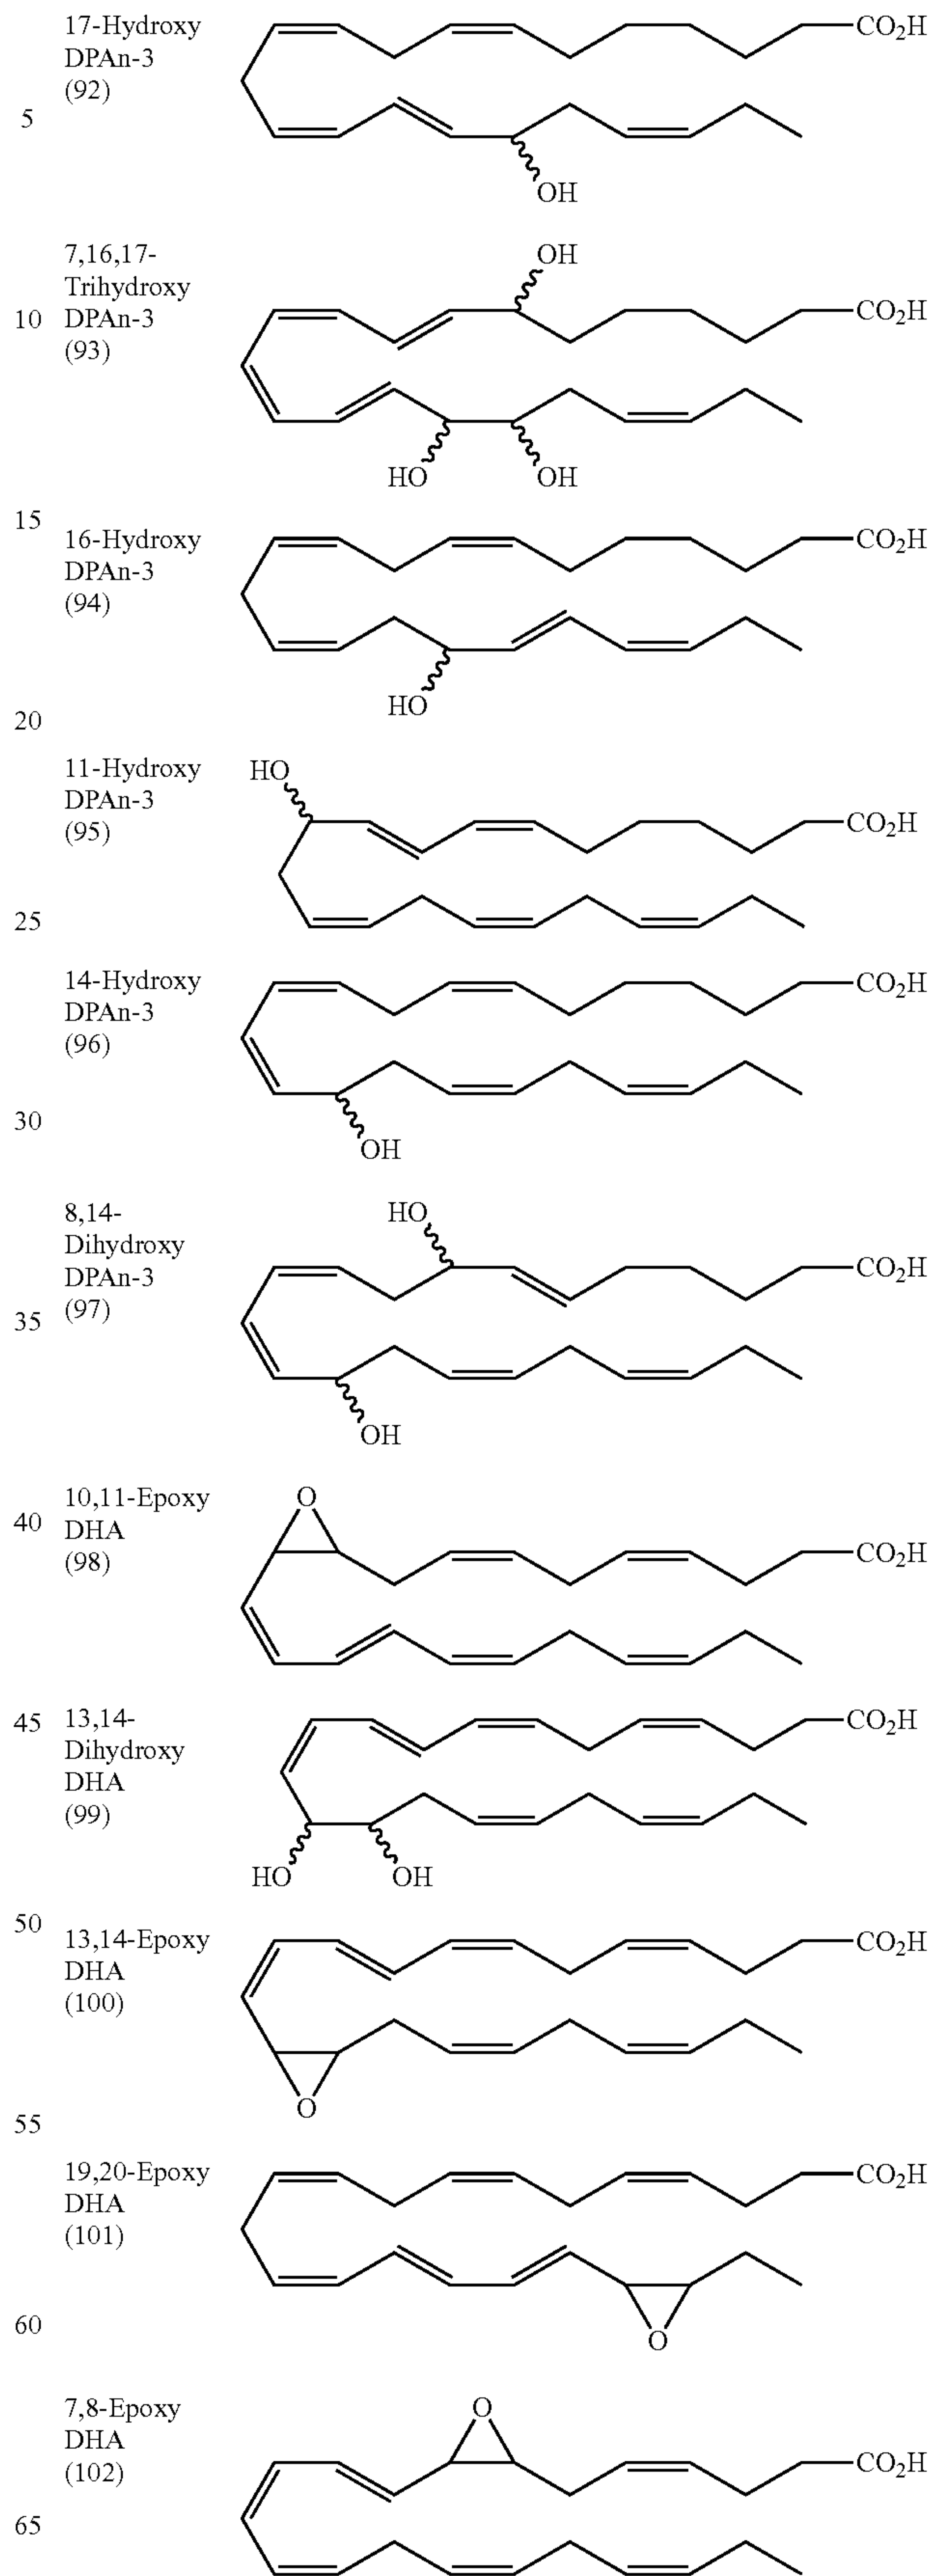 17-Hydroxy
DPAn-3
(92)
CO₂H
5
OH
7,16,17-
Trihydroxy
DPAn-3
(93)
OH
10
CO₂H
HO
OH
15
16-Hydroxy
DPAn-3
(94)
CO₂H
HO
20
11-Hydroxy
DPAn-3
(95)
HO
CO₂H
25
14-Hydroxy
DPAn-3
(96)
CO₂H
30
OH
8,14-
Dihydroxy
DPAn-3
(97)
HO
CO₂H
35
OH
10,11-Epoxy
DHA
(98)
O
40
CO₂H
45
13,14-
Dihydroxy
DHA
(99)
CO₂H
HO
OH
50
13,14-Epoxy
DHA
(100)
CO₂H
O
55
19,20-Epoxy
DHA
(101)
CO₂H
60
O
7,8-Epoxy
DHA
(102)
O
CO₂H
65